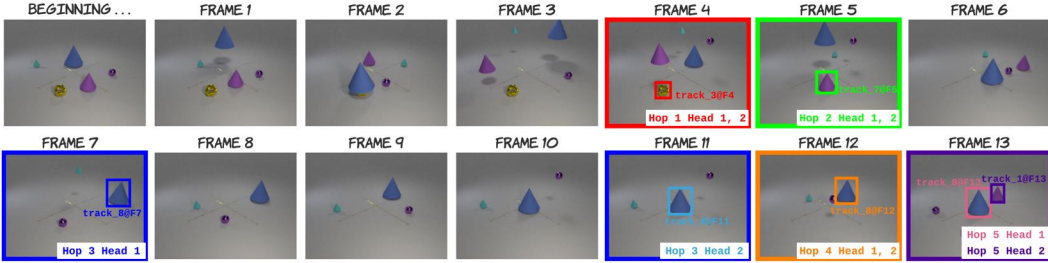 BEGINNING...
FRAME 1
FRAME 2
FRAME 3
FRAME 4
FRAME 5
FRAME 6
track_3@F4
Hop 1 Head 1, 2
track_7@F5
Hop 2 Head 1, 2
FRAME 7
FRAME 8
FRAME 9
FRAME 10
FRAME 11
FRAME 12
FRAME 13
track_8@F7
Hop 3 Head 1
Hop 3 Head 2
Hop 4 Head 1, 2
track_1@F13
Hop 5 Head 1
Hop 5 Head 2